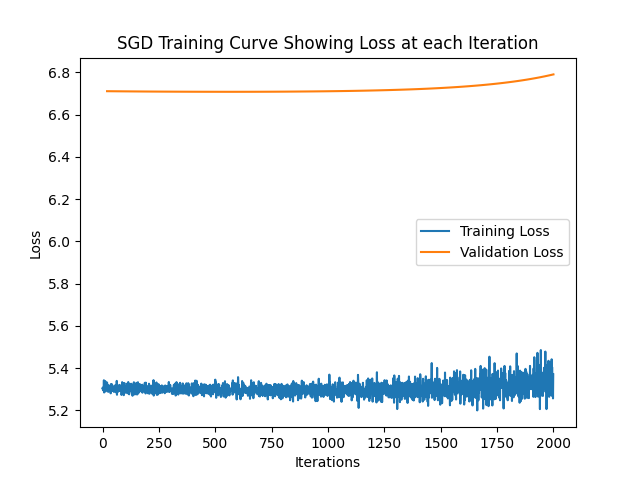 SGD Training Curve Showing Loss at each Iteration
6.8
6.6
6.4
6.2
6.0
5.8
5.6
5.4
5.2
Loss
Training Loss
Validation Loss
0 250 500 750 1000 1250 1500 1750 2000
Iterations